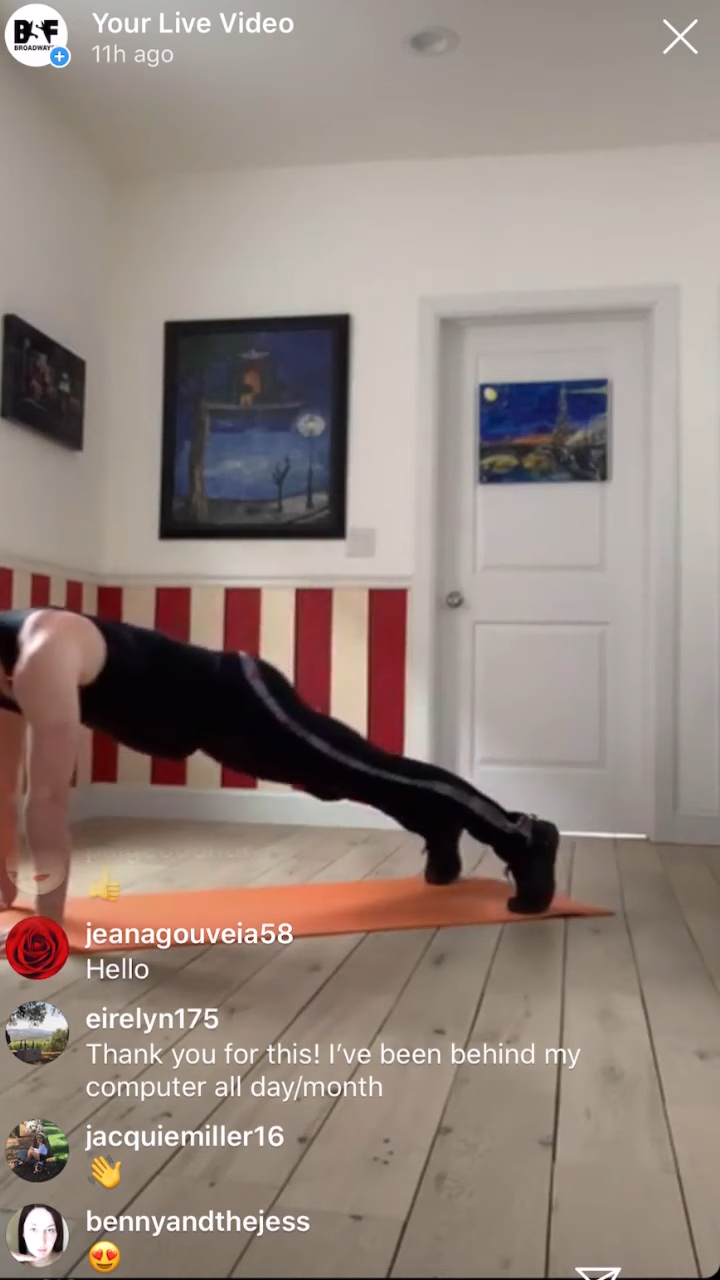 BSF
BROADWAY
Your Live Video
11h ago
👍
jeanagouveia58
Hello
eirelyn175
Thank you for this! I’ve been behind my
computer all day/month
jacquiemiller16
👋
bennyandthejess
😍